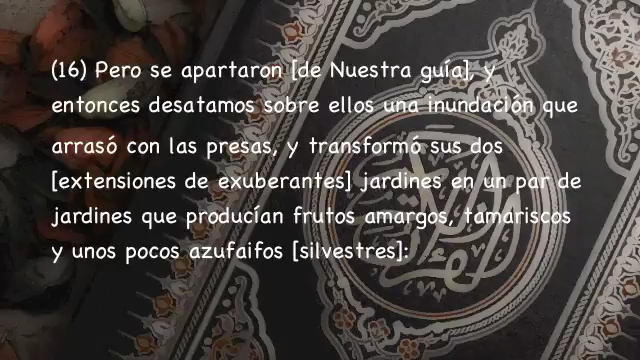 (16) Pero se apartaron [de Nuestra guía], y
entonces desatamos sobre ellos una inundación que
arrasó con las presas, y transformó sus dos
[extensiones de exuberantes] jardines en un par de
jardines que producían frutos amargos, tamariscos
y unos pocos azufaifos [silvestres]: